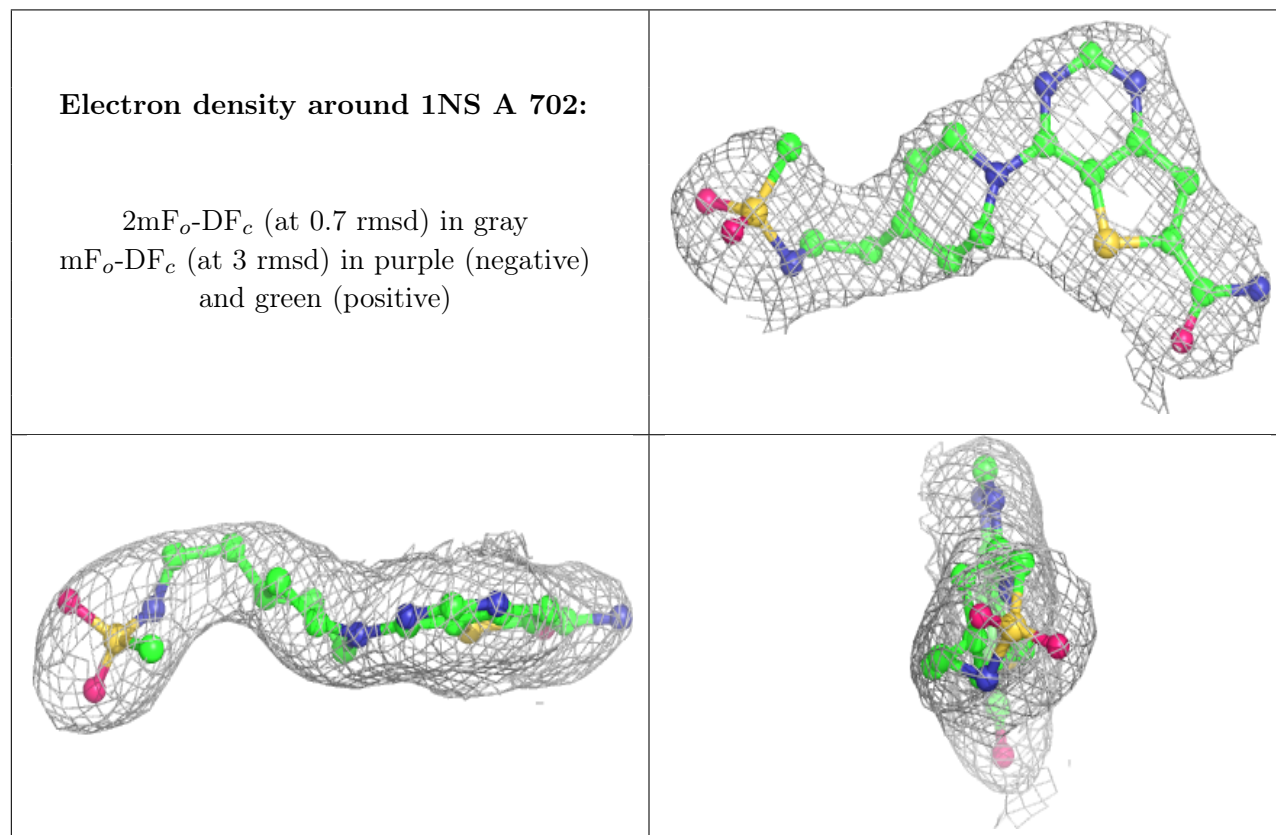 Electron density around 1NS A 702:
2mFo-DFc (at 0.7 rmsd) in gray
mFo-DFc (at 3 rmsd) in purple (negative)
and green (positive)